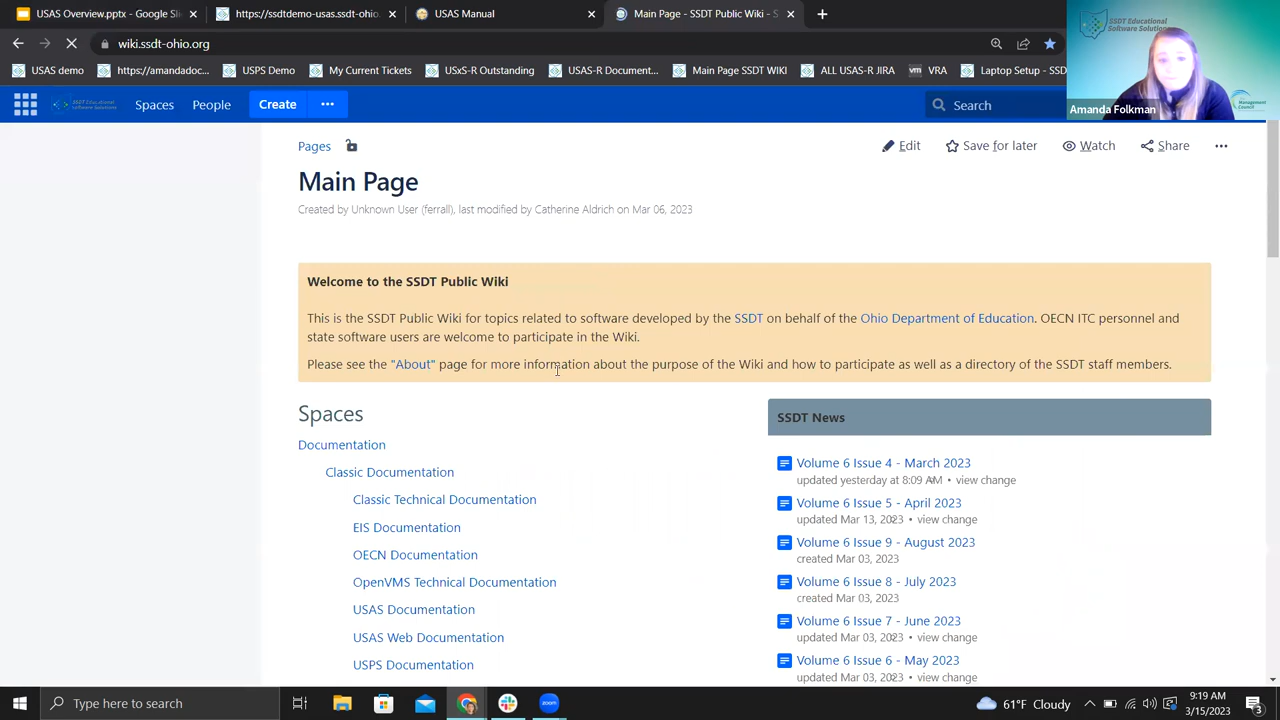 USAS Monthly Closing - Google Sli
https://ssdtdemo-usas.ssdt-ohio.
USAS Manual
Main Page - SSDT Public Wiki - S
wiki.ssdt-ohio.org
USAS demo
https://amandadoc...
USPS Demo
My Current Tickets
Outstanding
USAS-R Document...
Main Page SSDT WIKI
ALL USAS-R JIRA
vm VRA
Laptop Setup - SSD
SSDT Educational
Software Solutions
Management
Council
Amanda Folkman
Spaces
People
Create
Search
Pages
Edit
Save for later
Watch
Share
Main Page
Created by Unknown User (ferrall), last modified by Catherine Aldrich on Mar 06, 2023
Welcome to the SSDT Public Wiki
This is the SSDT Public Wiki for topics related to software developed by the SSDT on behalf of the Ohio Department of Education. OECN ITC personnel and
state software users are welcome to participate in the Wiki.
Please see the "About" page for more information about the purpose of the Wiki and how to participate as well as a directory of the SSDT staff members.
Spaces
Documentation
Classic Documentation
Classic Technical Documentation
EIS Documentation
OECN Documentation
OpenVMS Technical Documentation
USAS Documentation
USAS Web Documentation
USPS Documentation
SSDT News
Volume 6 Issue 4 - March 2023
updated yesterday at 8:09 AM • view change
Volume 6 Issue 5 - April 2023
updated Mar 13, 2023 • view change
Volume 6 Issue 9 - August 2023
created Mar 03, 2023
Volume 6 Issue 8 - July 2023
created Mar 03, 2023
Volume 6 Issue 7 - June 2023
updated Mar 03, 2023 • view change
Volume 6 Issue 6 - May 2023
updated Mar 03, 2023 • view change
Type here to search
zoom
61°F Cloudy
9:19 AM
3/15/2023
3